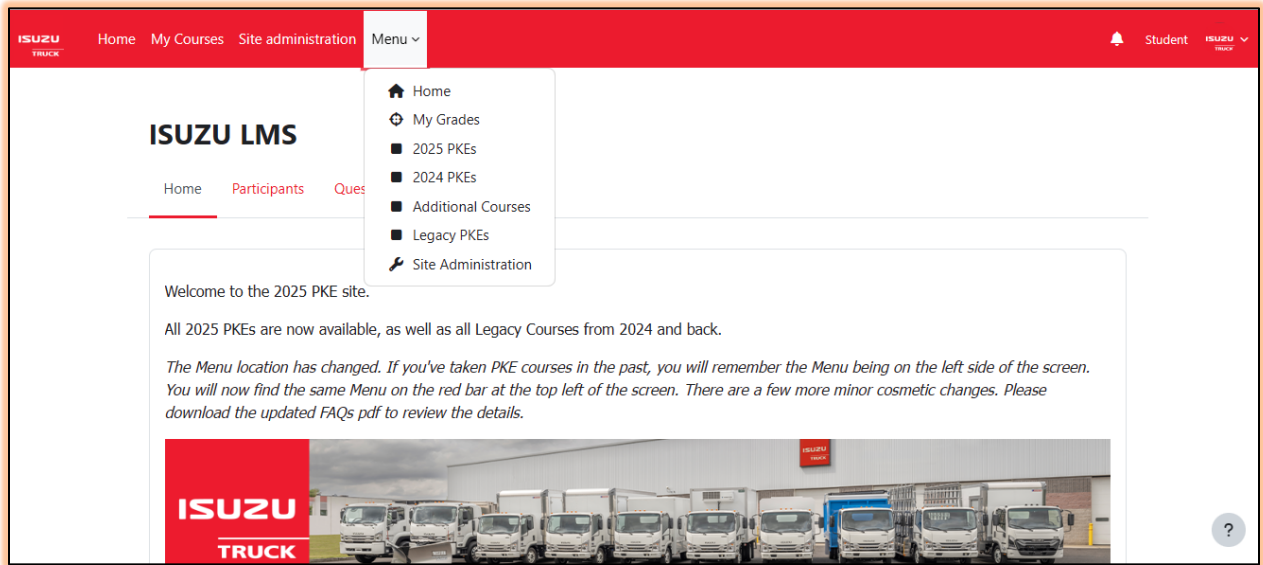 ISUZU
TRUCK
Home My Courses Site administration Menu
Student
ISUZU
TRUCK
Home
My Grades
2025 PKEs
2024 PKEs
Additional Courses
Legacy PKEs
Site Administration
ISUZU LMS
Home Participants Ques
Welcome to the 2025 PKE site.
All 2025 PKEs are now available, as well as all Legacy Courses from 2024 and back.
The Menu location has changed. If you've taken PKE courses in the past, you will remember the Menu being on the left side of the screen.
You will now find the same Menu on the red bar at the top left of the screen. There are a few more minor cosmetic changes. Please
download the updated FAQs pdf to review the details.
ISUZU
TRUCK
ISUZU
TRUCK
?